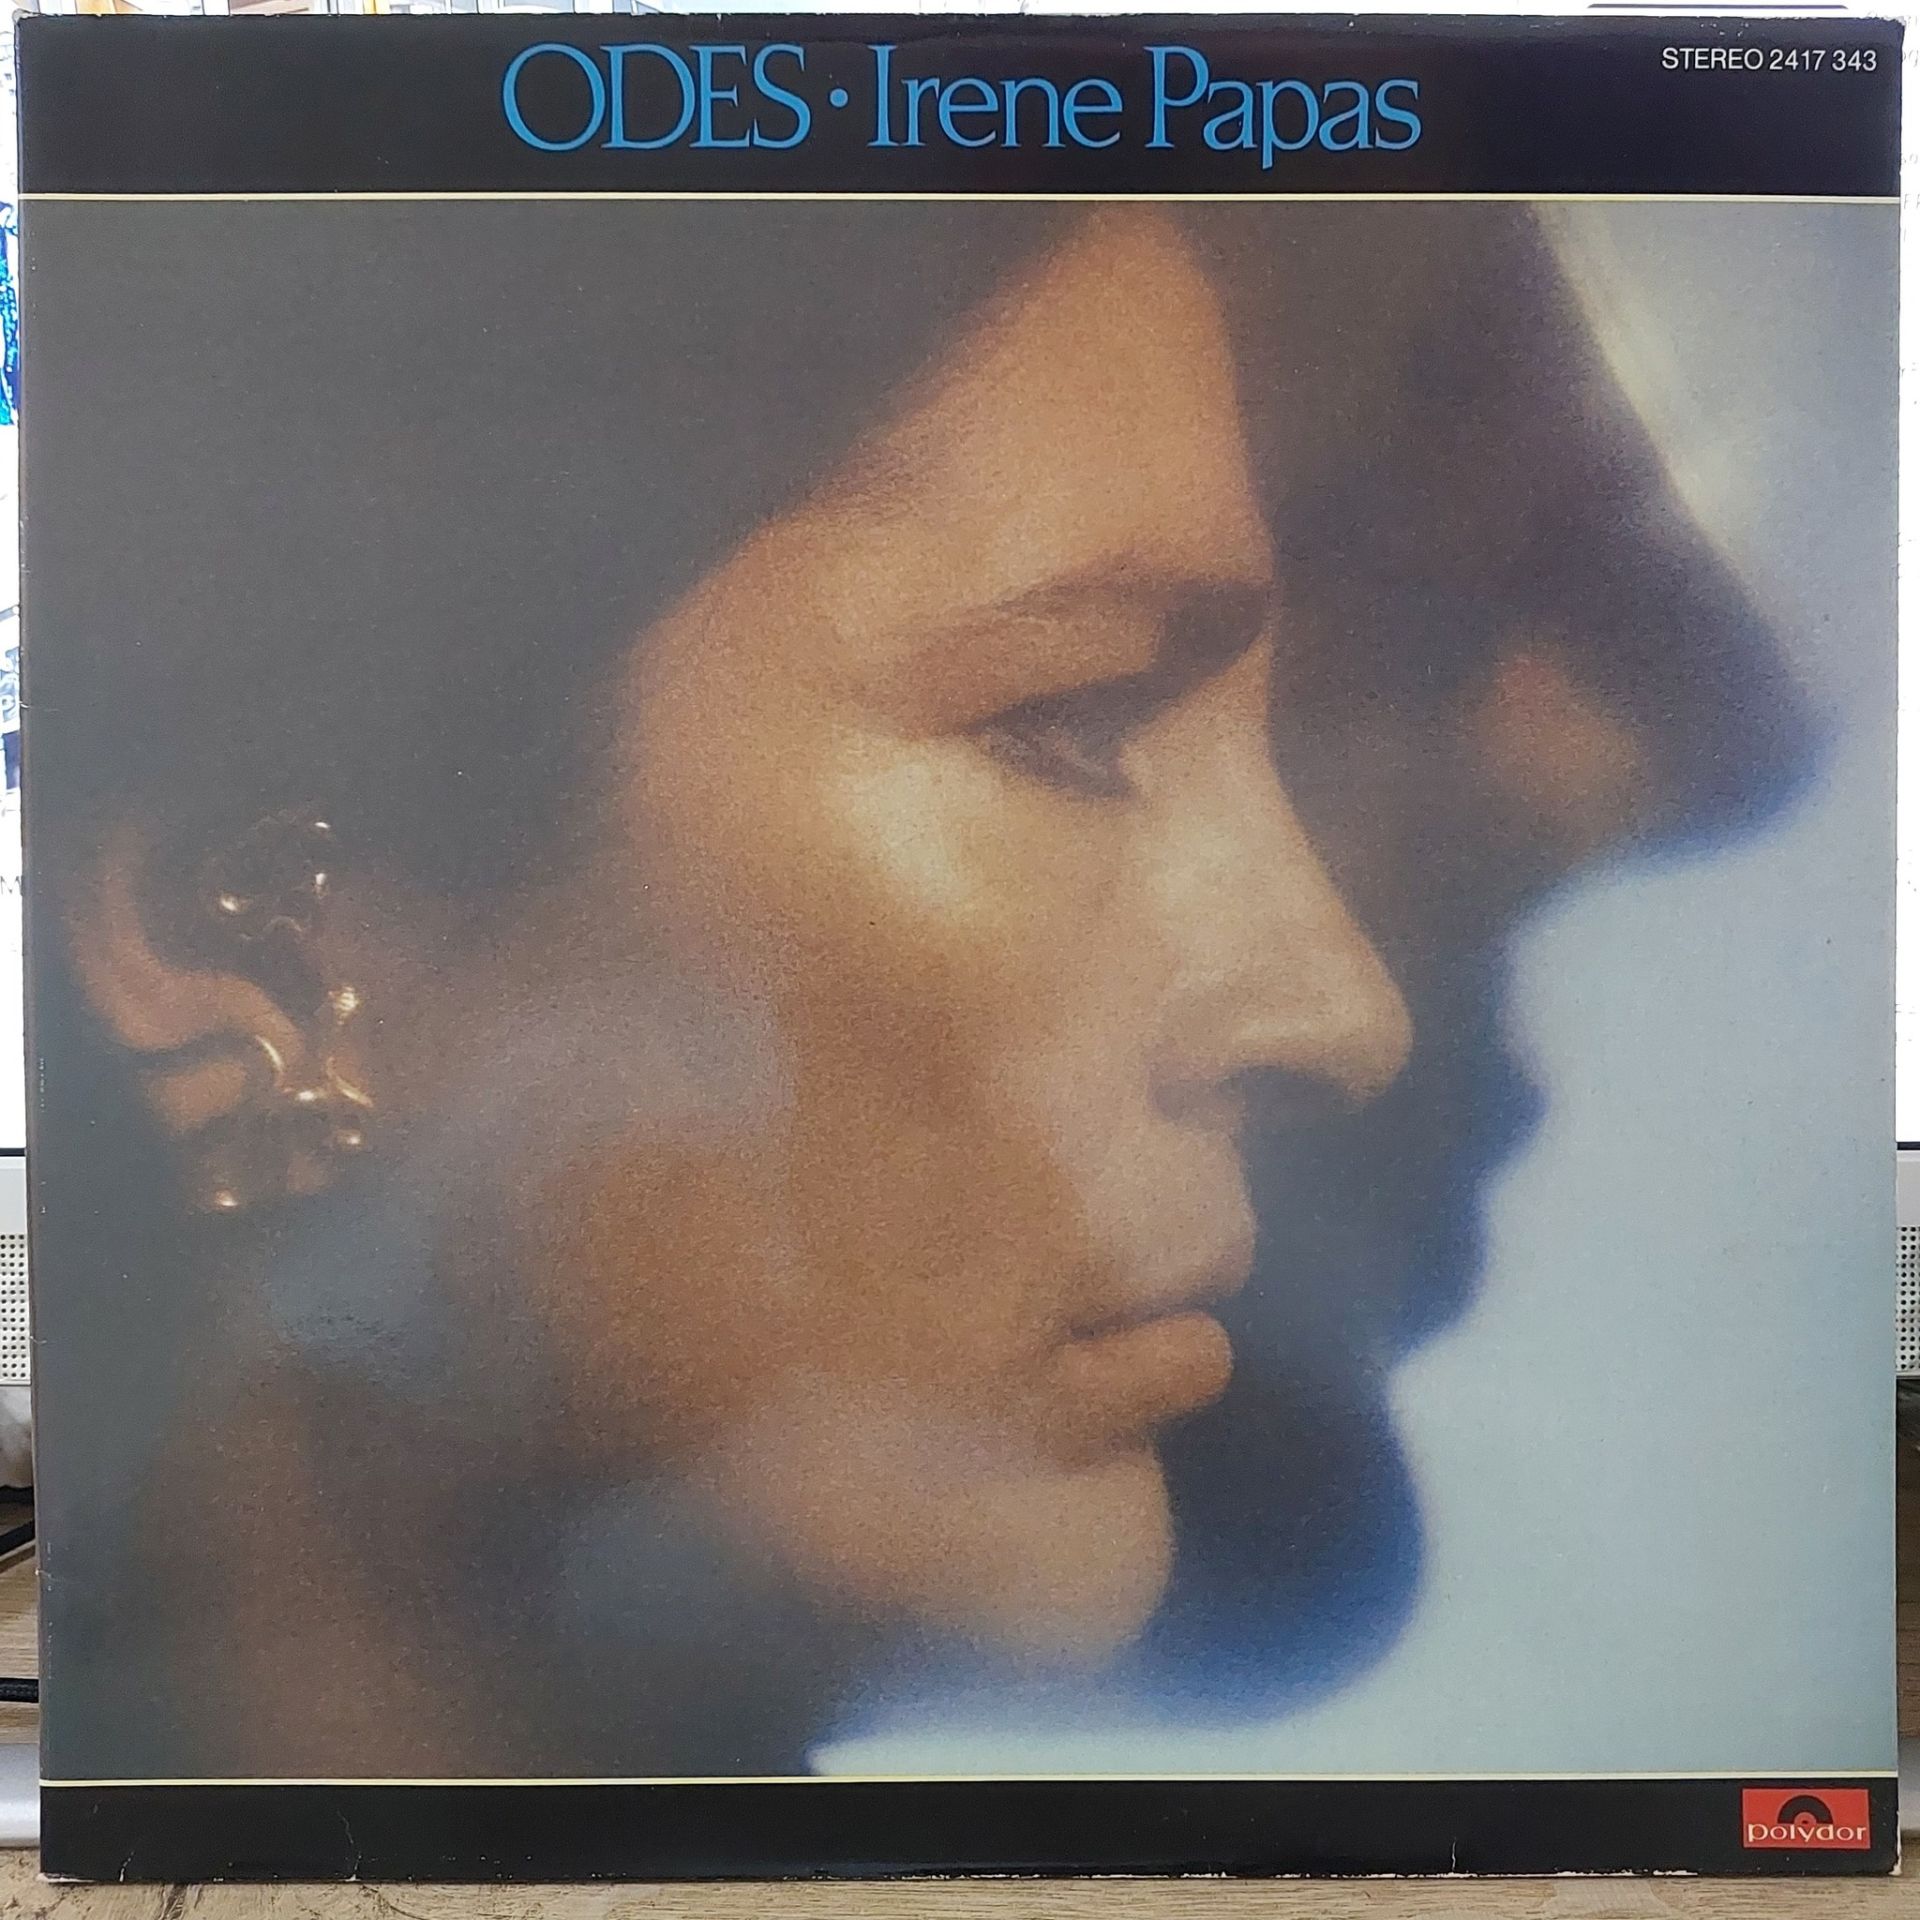 ODES · Irene Papas
STEREO 2417 343
polydor